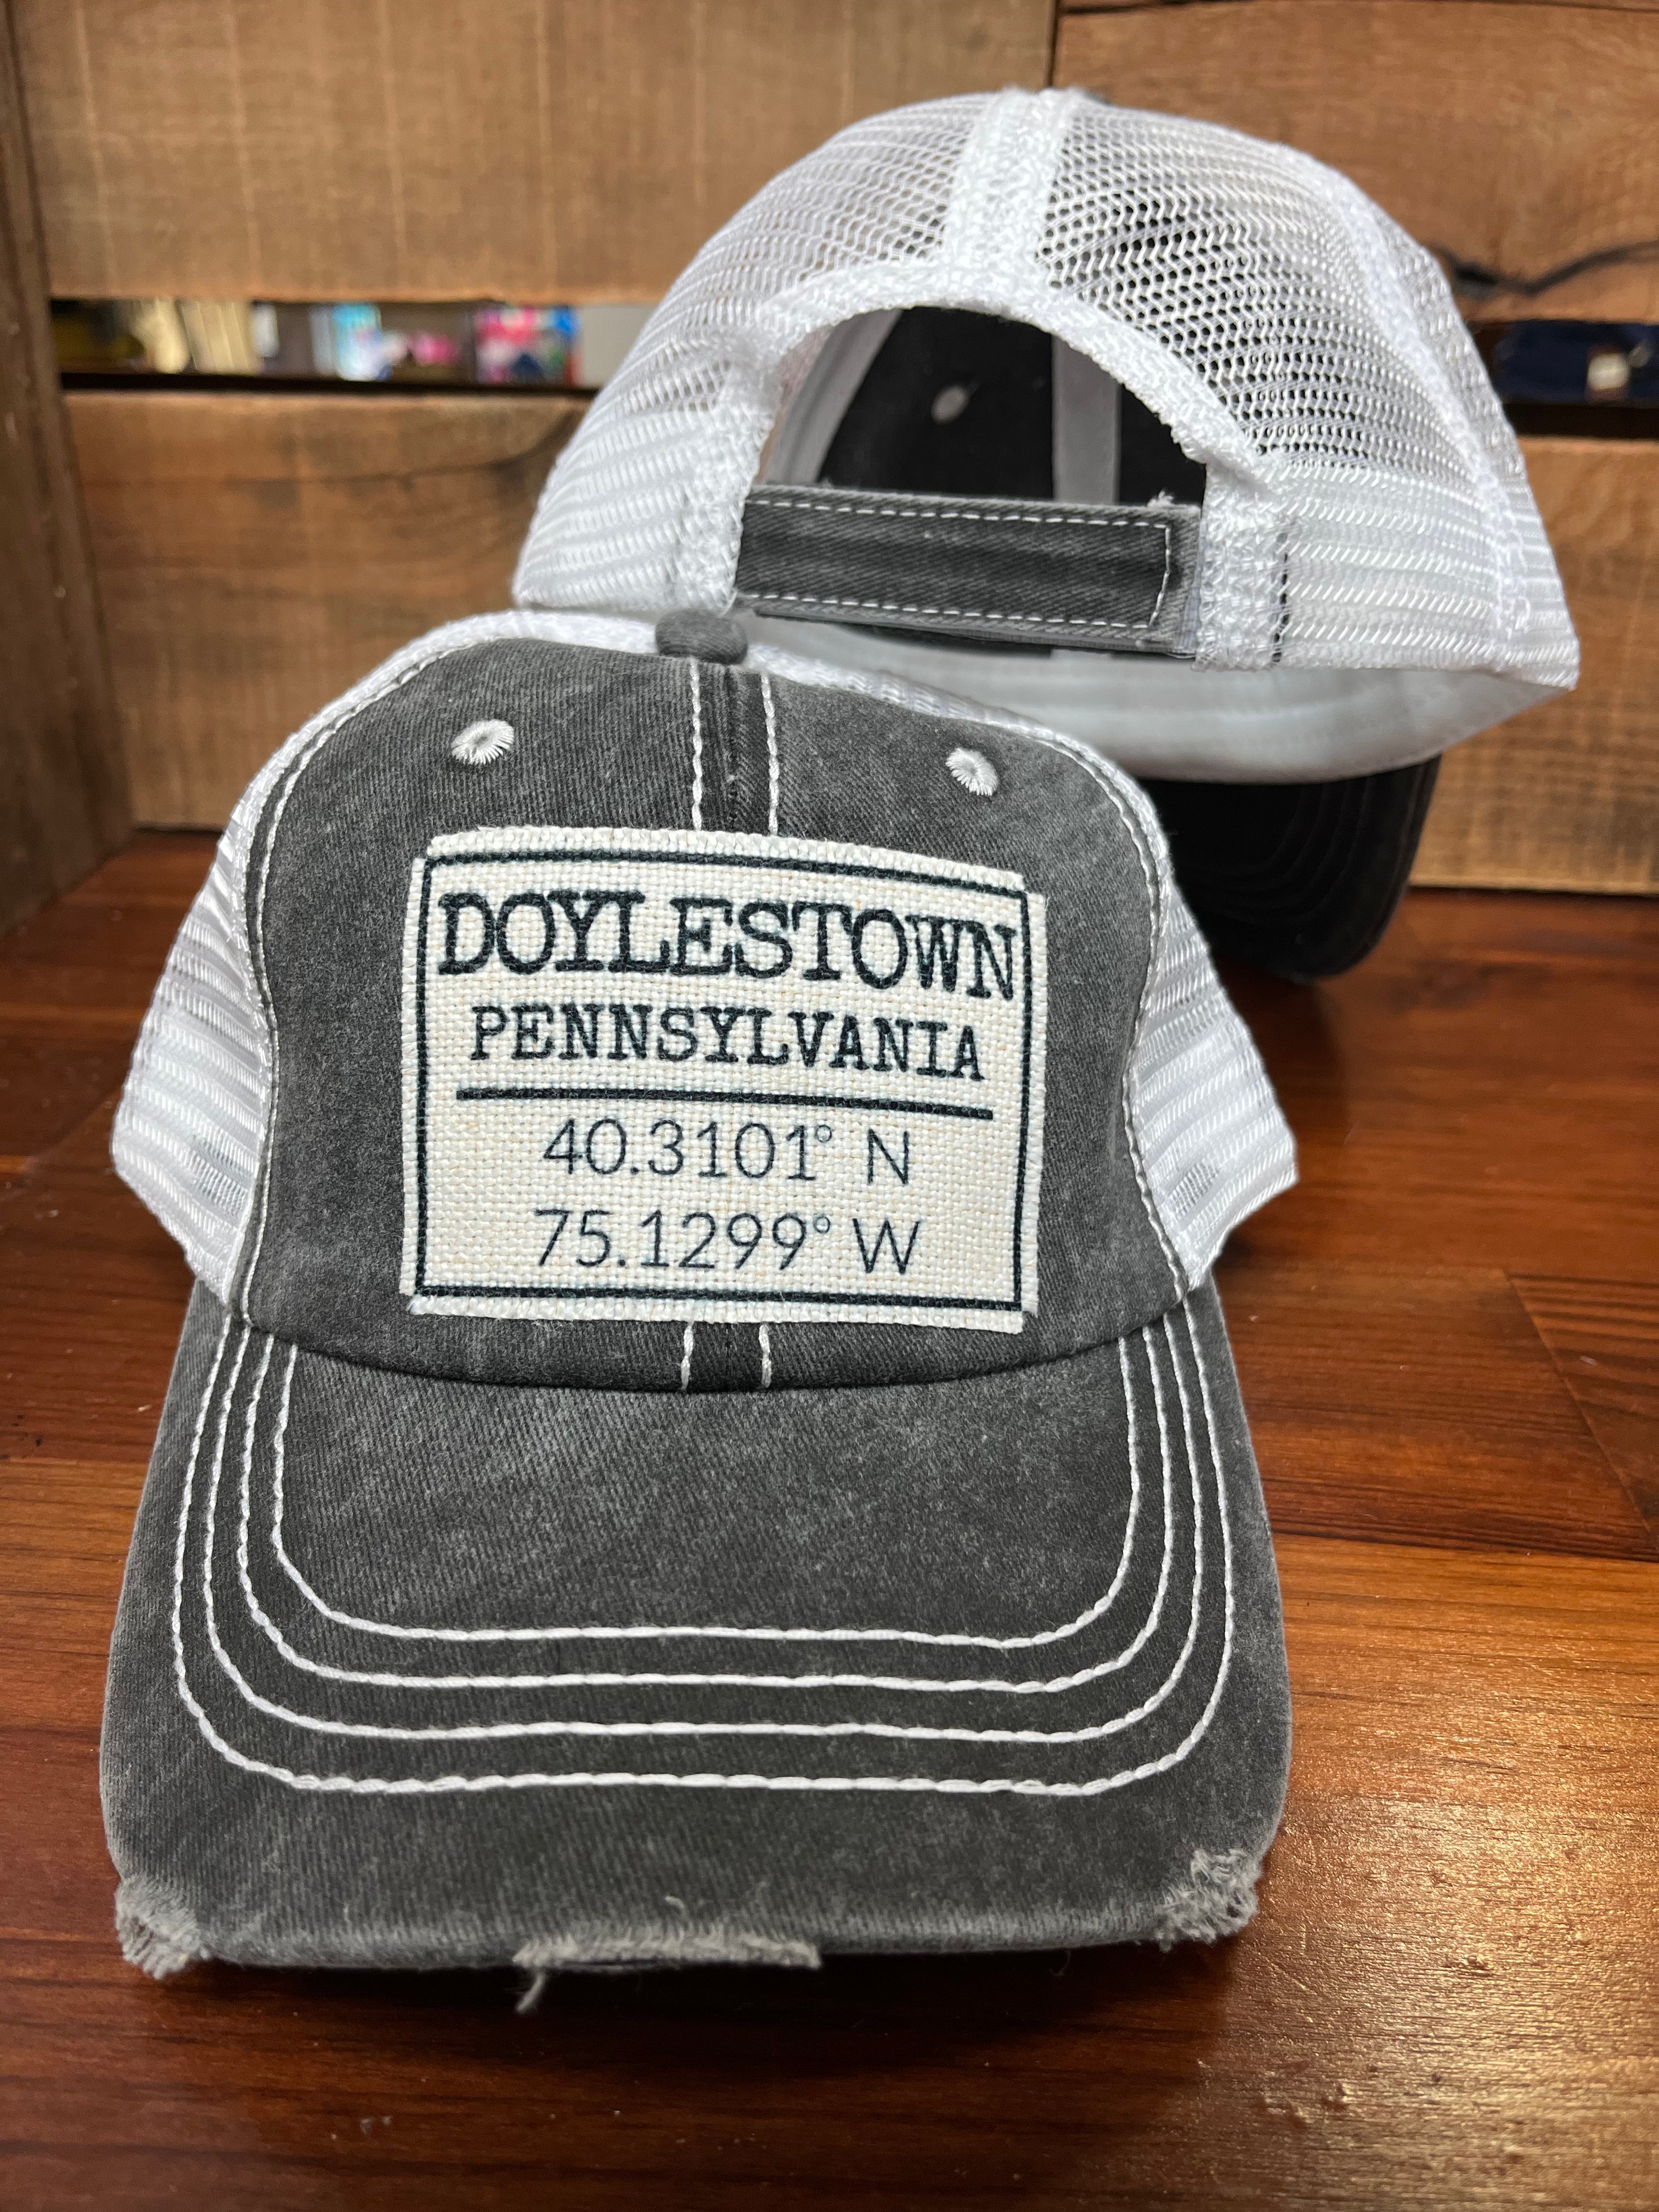 DOYLESTOWN
PENNSYLVANIA
40.3101° N
75.1299° W